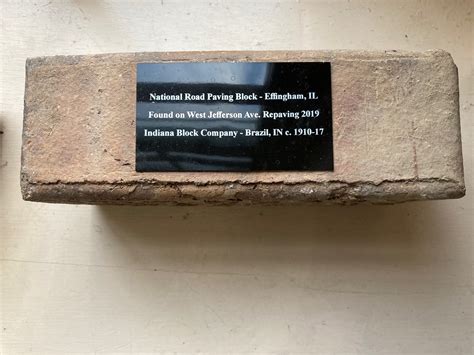 National Road Paving Block - Effingham, IL
Found on West Jefferson Ave. Repaving 2019
Indiana Block Company - Brazil, IN c. 1910-17